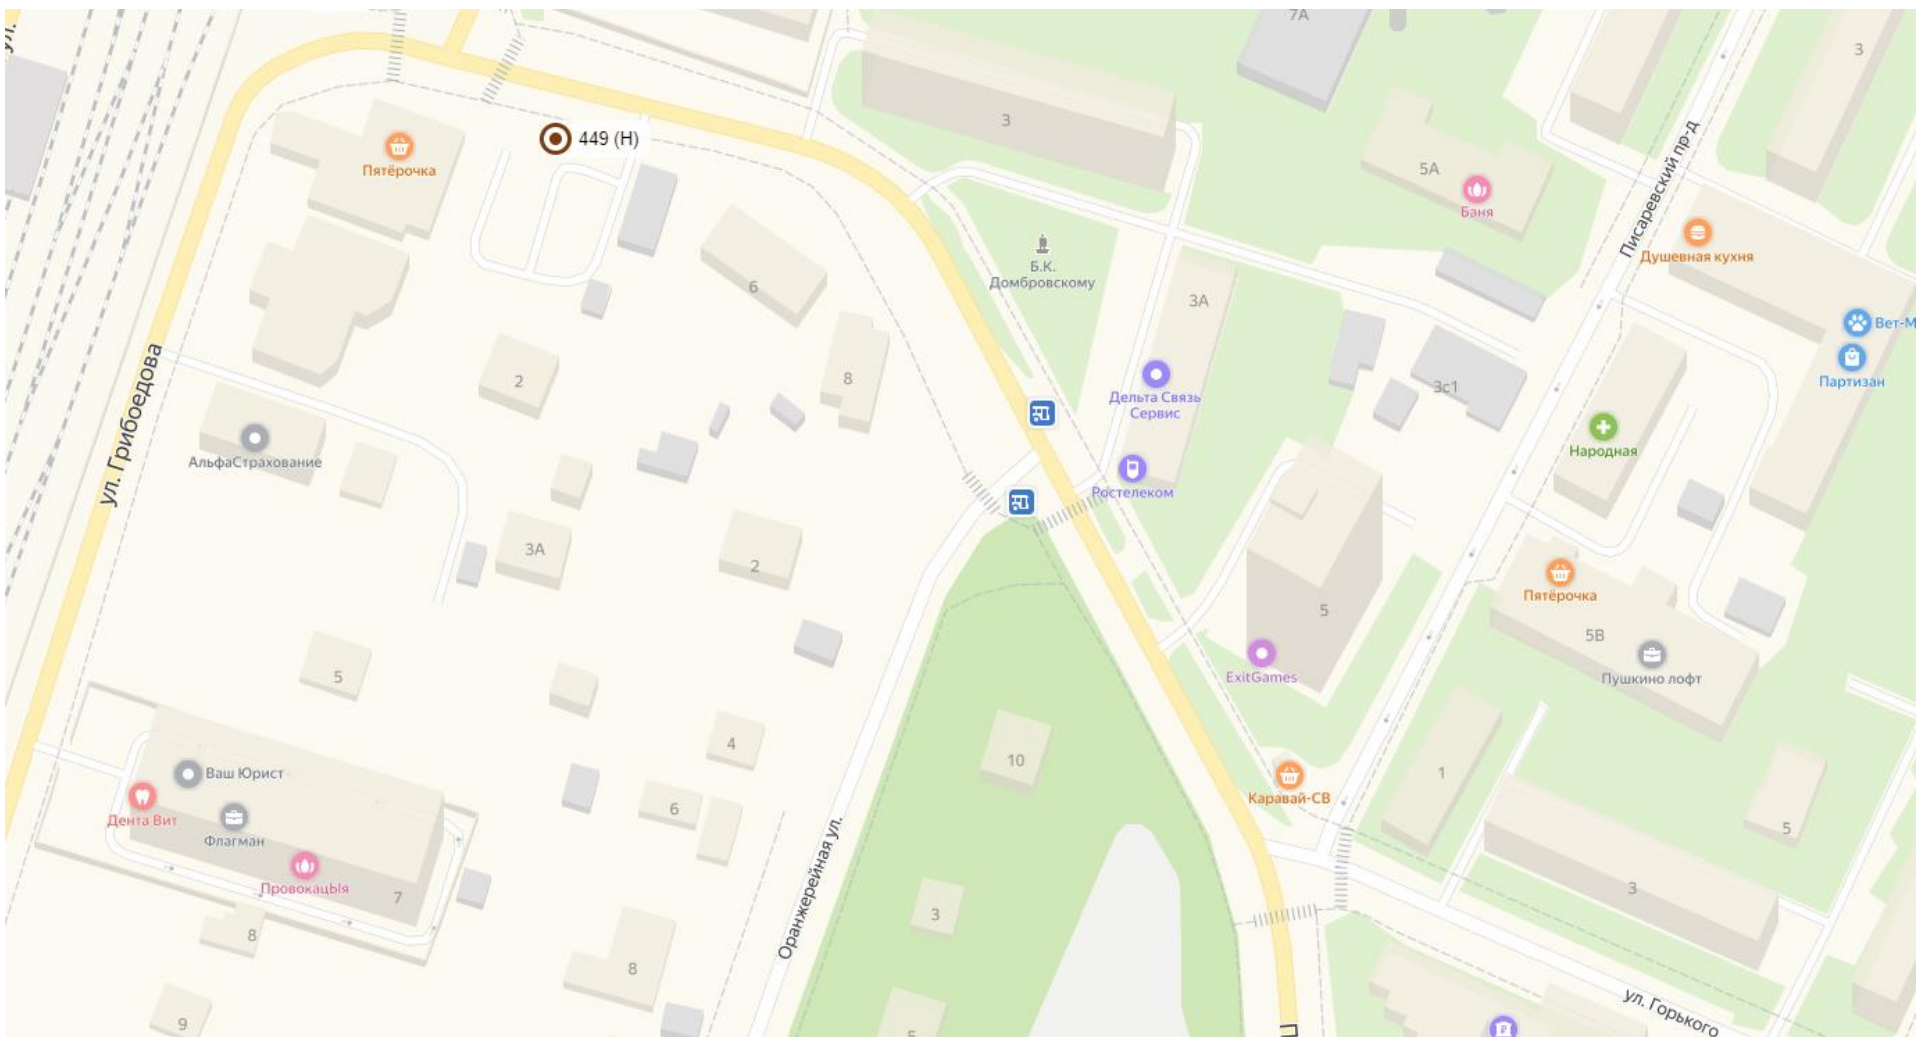 ул.
7А
3
3
449 (Н)
Пятёрочка
5А
Баня
Писаревский пр-д
Душевная кухня
6
Б.К.
Домбровскому
3А
Вет-М
Партизан
2
8
Дельта Связь
Сервис
3с1
ул. Грибоедова
АльфаСтрахование
Народная
Ростелеком
3А
2
5
Пятёрочка
5В
Пушкино лофт
ExitGames
5
4
10
1
Ваш Юрист
Дента Вит
Флагман
6
Каравай-СВ
5
ПровокацЫя
7
Оранжерейная ул.
3
3
8
8
9
5
ул. Горького